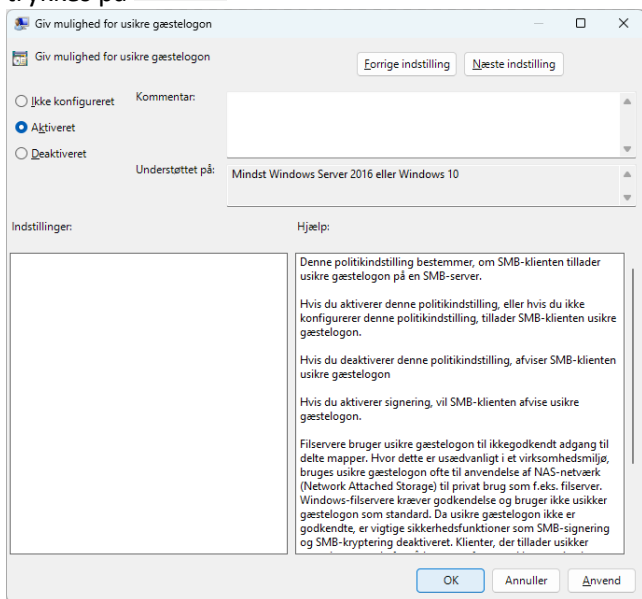 trykkes på
Giv mulighed for usikre gæstelogon
Giv mulighed for usikre gæstelogon
Forrige indstilling
Næste indstilling
Ikke konfigureret
Kommentar:
Aktiveret
Deaktiveret
Understøttet på:
Mindst Windows Server 2016 eller Windows 10
Indstillinger:
Hjælp:
Denne politikindstilling bestemmer, om SMB-klienten tillader
usikre gæstelogon på en SMB-server.
Hvis du aktiverer denne politikindstilling, eller hvis du ikke
konfigurerer denne politikindstilling, tillader SMB-klienten usikre
gæstelogon.
Hvis du deaktiverer denne politikindstilling, afviser SMB-klienten
usikre gæstelogon
Hvis du aktiverer signering, vil SMB-klienten afvise usikre
gæstelogon.
Filservere bruger usikre gæstelogon til ikkegodkendt adgang til
delte mapper. Hvor dette er usædvanligt i et virksomhedsmiljø,
bruges usikre gæstelogon ofte til anvendelse af NAS-netværk
(Network Attached Storage) til privat brug som f.eks. filserver.
Windows-filservere kræver godkendelse og bruger ikke usikker
gæstelogon som standard. Da usikre gæstelogon ikke er
godkendte, er vigtige sikkerhedsfunktioner som SMB-signering
og SMB-kryptering deaktiveret. Klienter, der tillader usikker
OK
Annuller
Anvend